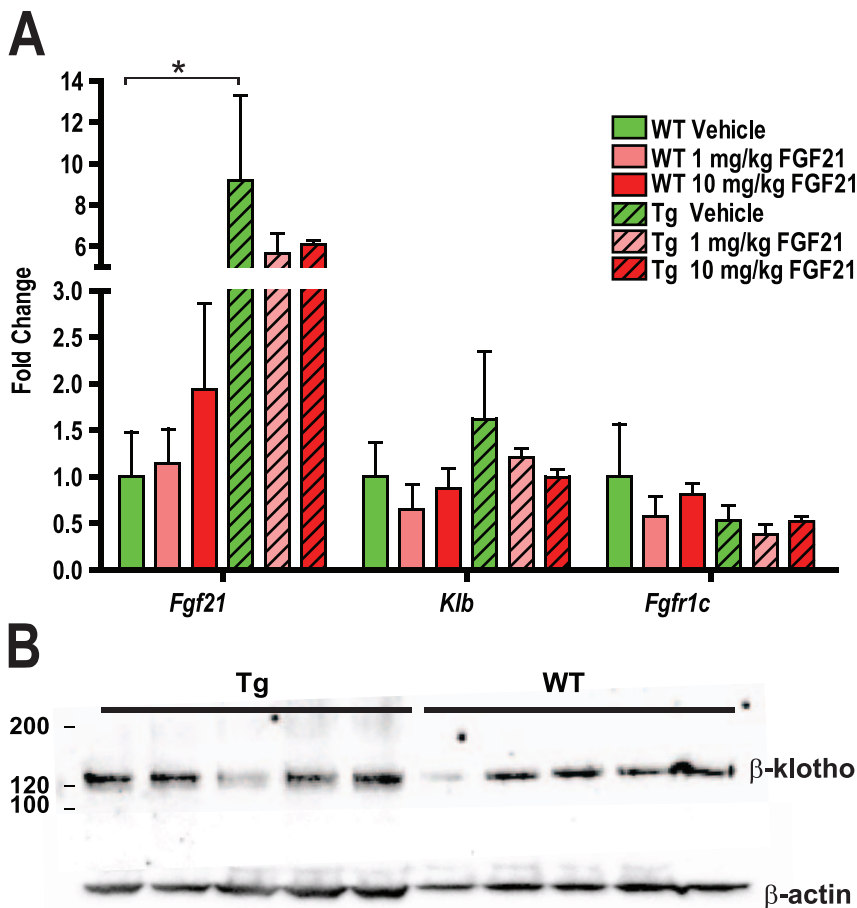 A
*
14
12
10
8
6
3.0
2.5
2.0
1.5
1.0
0.5
0.0
Fold Change
WT Vehicle
WT 1 mg/kg FGF21
WT 10 mg/kg FGF21
Tg Vehicle
Tg 1 mg/kg FGF21
Tg 10 mg/kg FGF21
Fgf21 Klb Fgfr1c
B
Tg WT
200
120
100
β-klotho
β-actin